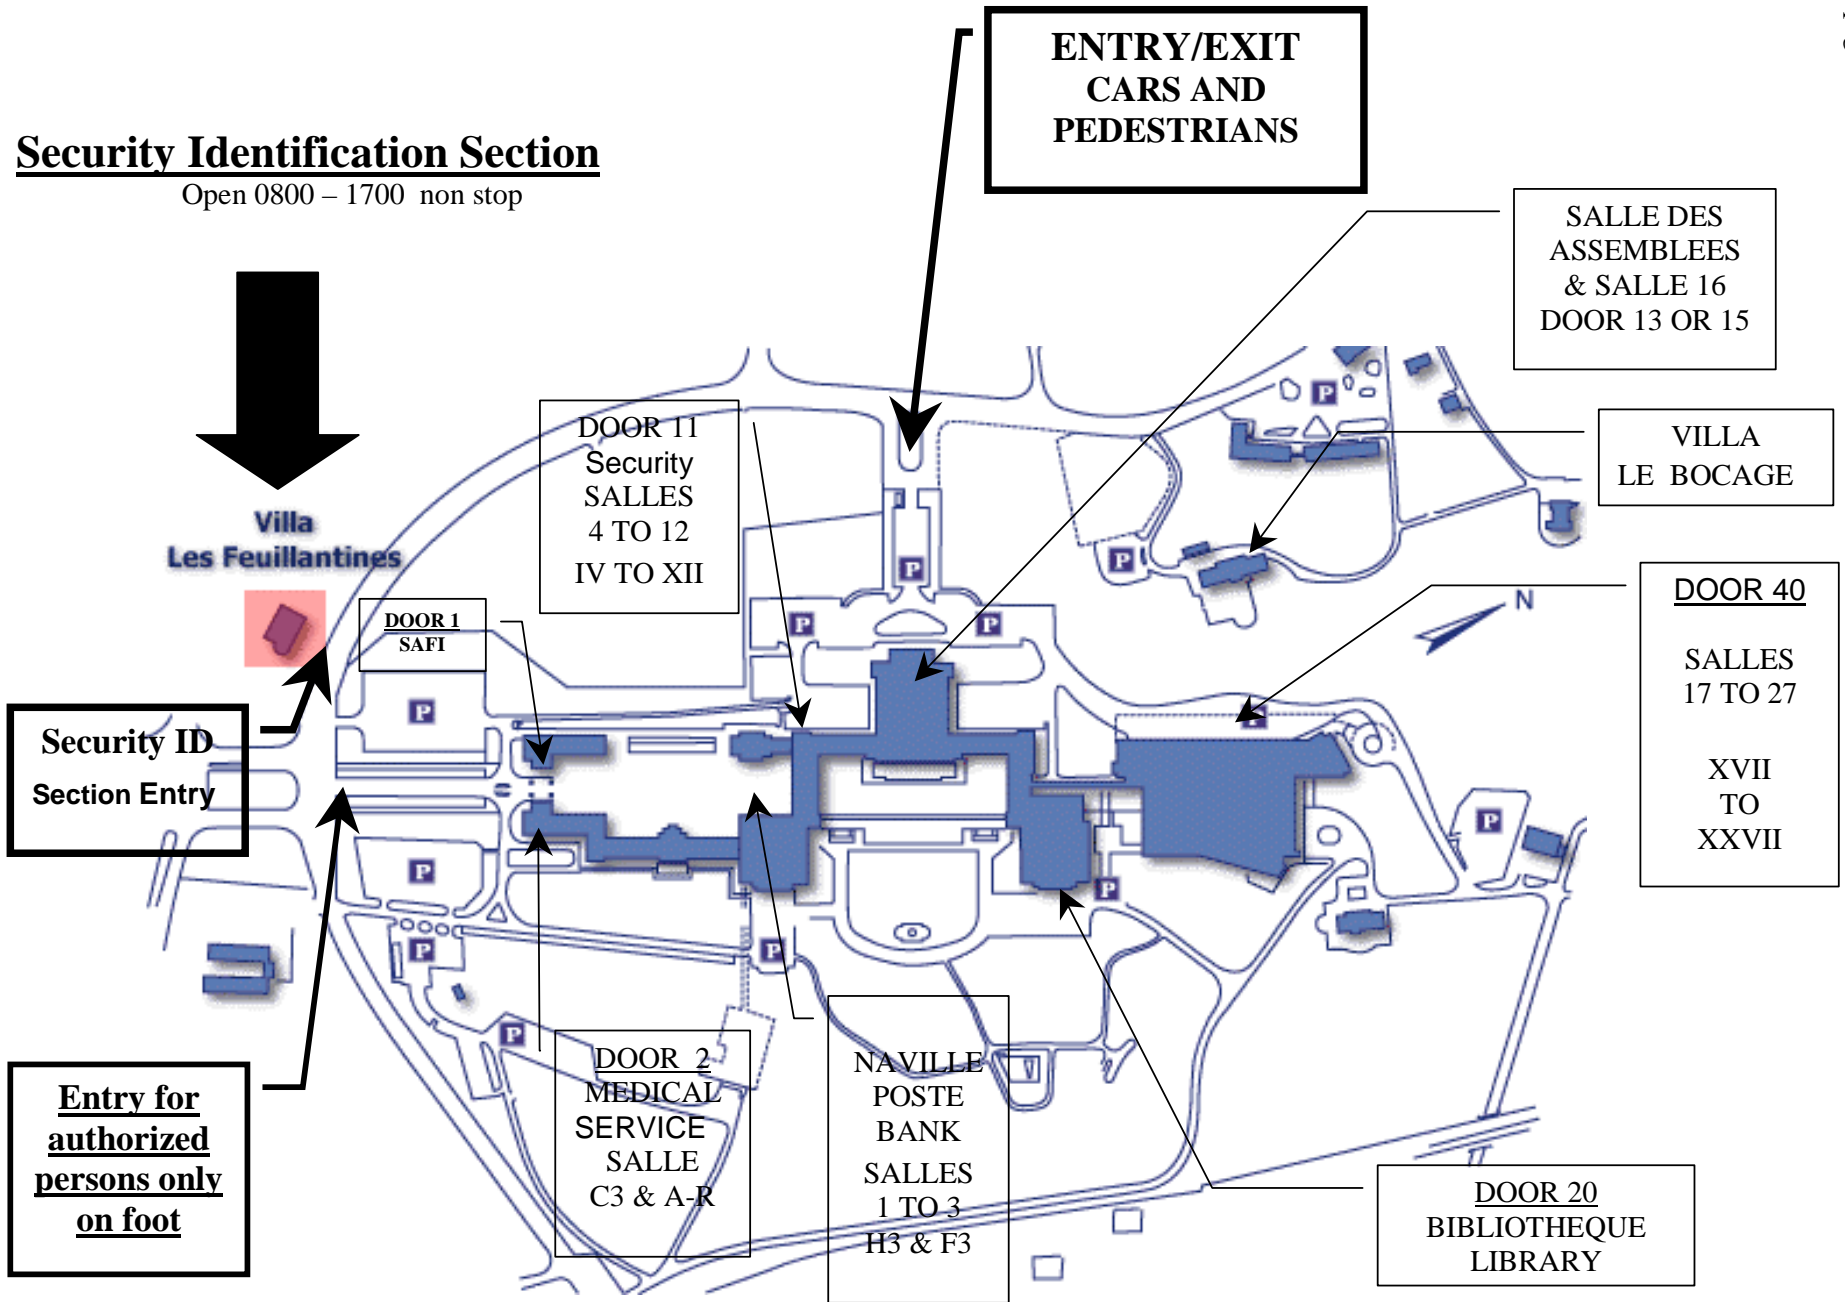 ENTRY/EXIT
CARS AND
PEDESTRIANS
Security Identification Section
Open 0800 – 1700 non stop
SALLE DES
ASSEMBLEES
& SALLE 16
DOOR 13 OR 15
VILLA
LE BOCAGE
DOOR 11
Security
SALLES
4 TO 12
IV TO XII
Villa
Les Feuillantines
DOOR 1
SAFI
N
DOOR 40
SALLES
17 TO 27
XVII
TO
XXVII
Security ID
Section Entry
P
P
P
P
P
P
P
P
P
P
P
P
P
Entry for
authorized
persons only
on foot
DOOR 2
MEDICAL
SERVICE
SALLE
C3 & A-R
NAVILLE
POSTE
BANK
SALLES
1 TO 3
H3 & F3
DOOR 20
BIBLIOTHEQUE
LIBRARY